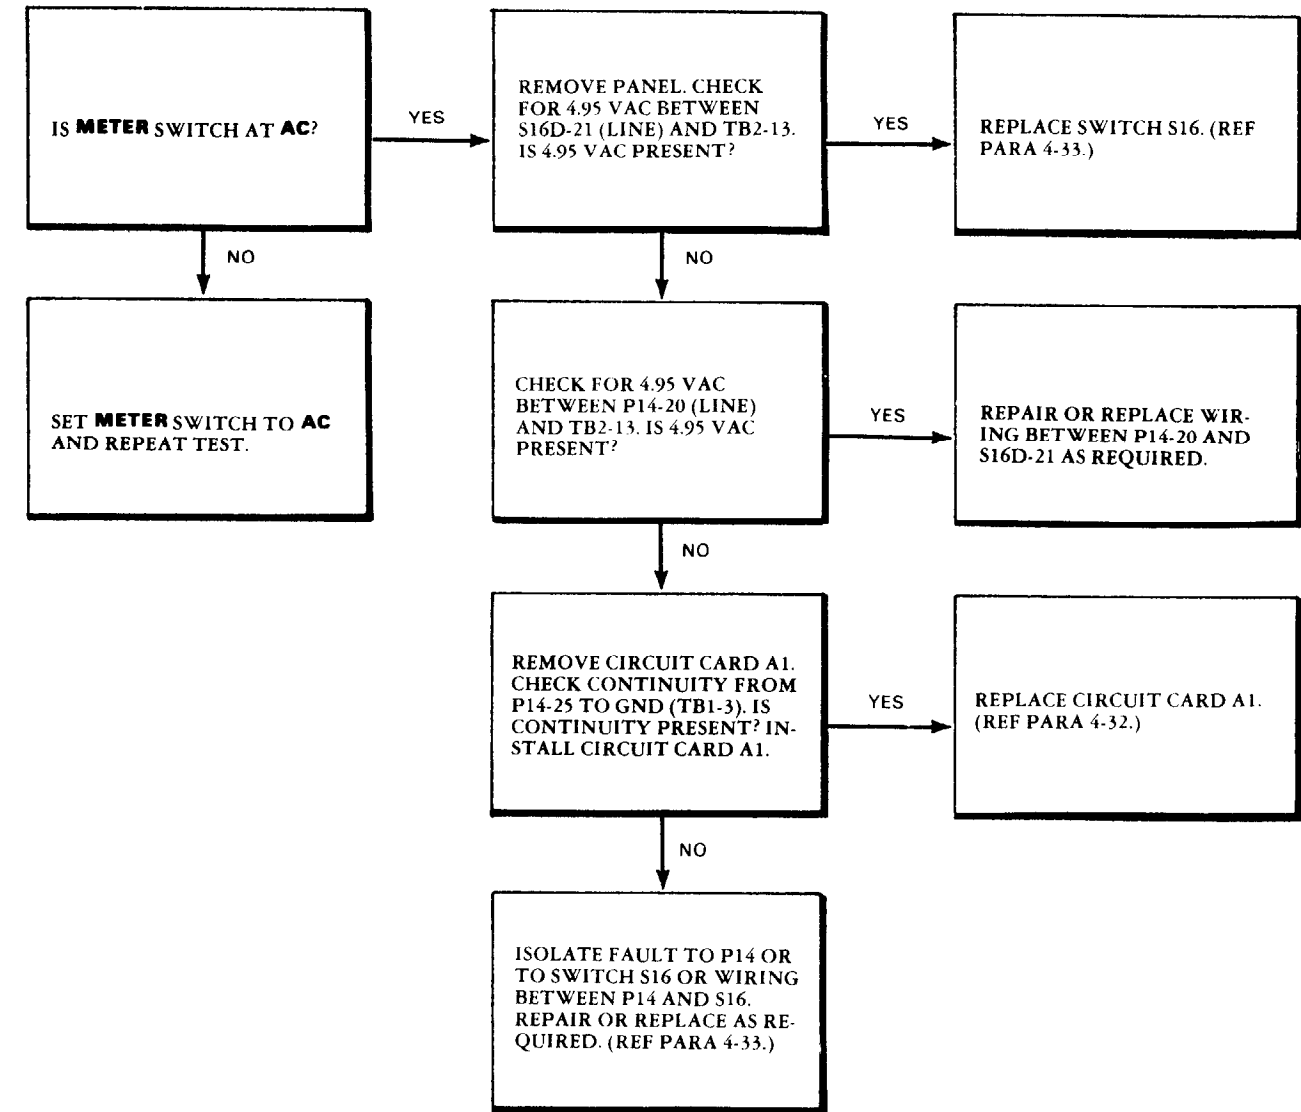 IS METER SWITCH AT AC?
YES
REMOVE PANEL. CHECK
FOR 4.95 VAC BETWEEN
S16D-21 (LINE) AND TB2-13.
IS 4.95 VAC PRESENT?
YES
REPLACE SWITCH S16. (REF
PARA 4-33.)
NO
NO
SET METER SWITCH TO AC
AND REPEAT TEST.
CHECK FOR 4.95 VAC
BETWEEN P14-20 (LINE)
AND TB2-13. IS 4.95 VAC
PRESENT?
YES
REPAIR OR REPLACE WIR-
ING BETWEEN P14-20 AND
S16D-21 AS REQUIRED.
NO
REMOVE CIRCUIT CARD A1.
CHECK CONTINUITY FROM
P14-25 TO GND (TB1-3). IS
CONTINUITY PRESENT? IN-
STALL CIRCUIT CARD A1.
YES
REPLACE CIRCUIT CARD A1.
(REF PARA 4-32.)
NO
ISOLATE FAULT TO P14 OR
TO SWITCH S16 OR WIRING
BETWEEN P14 AND S16.
REPAIR OR REPLACE AS RE-
QUIRED. (REF PARA 4-33.)